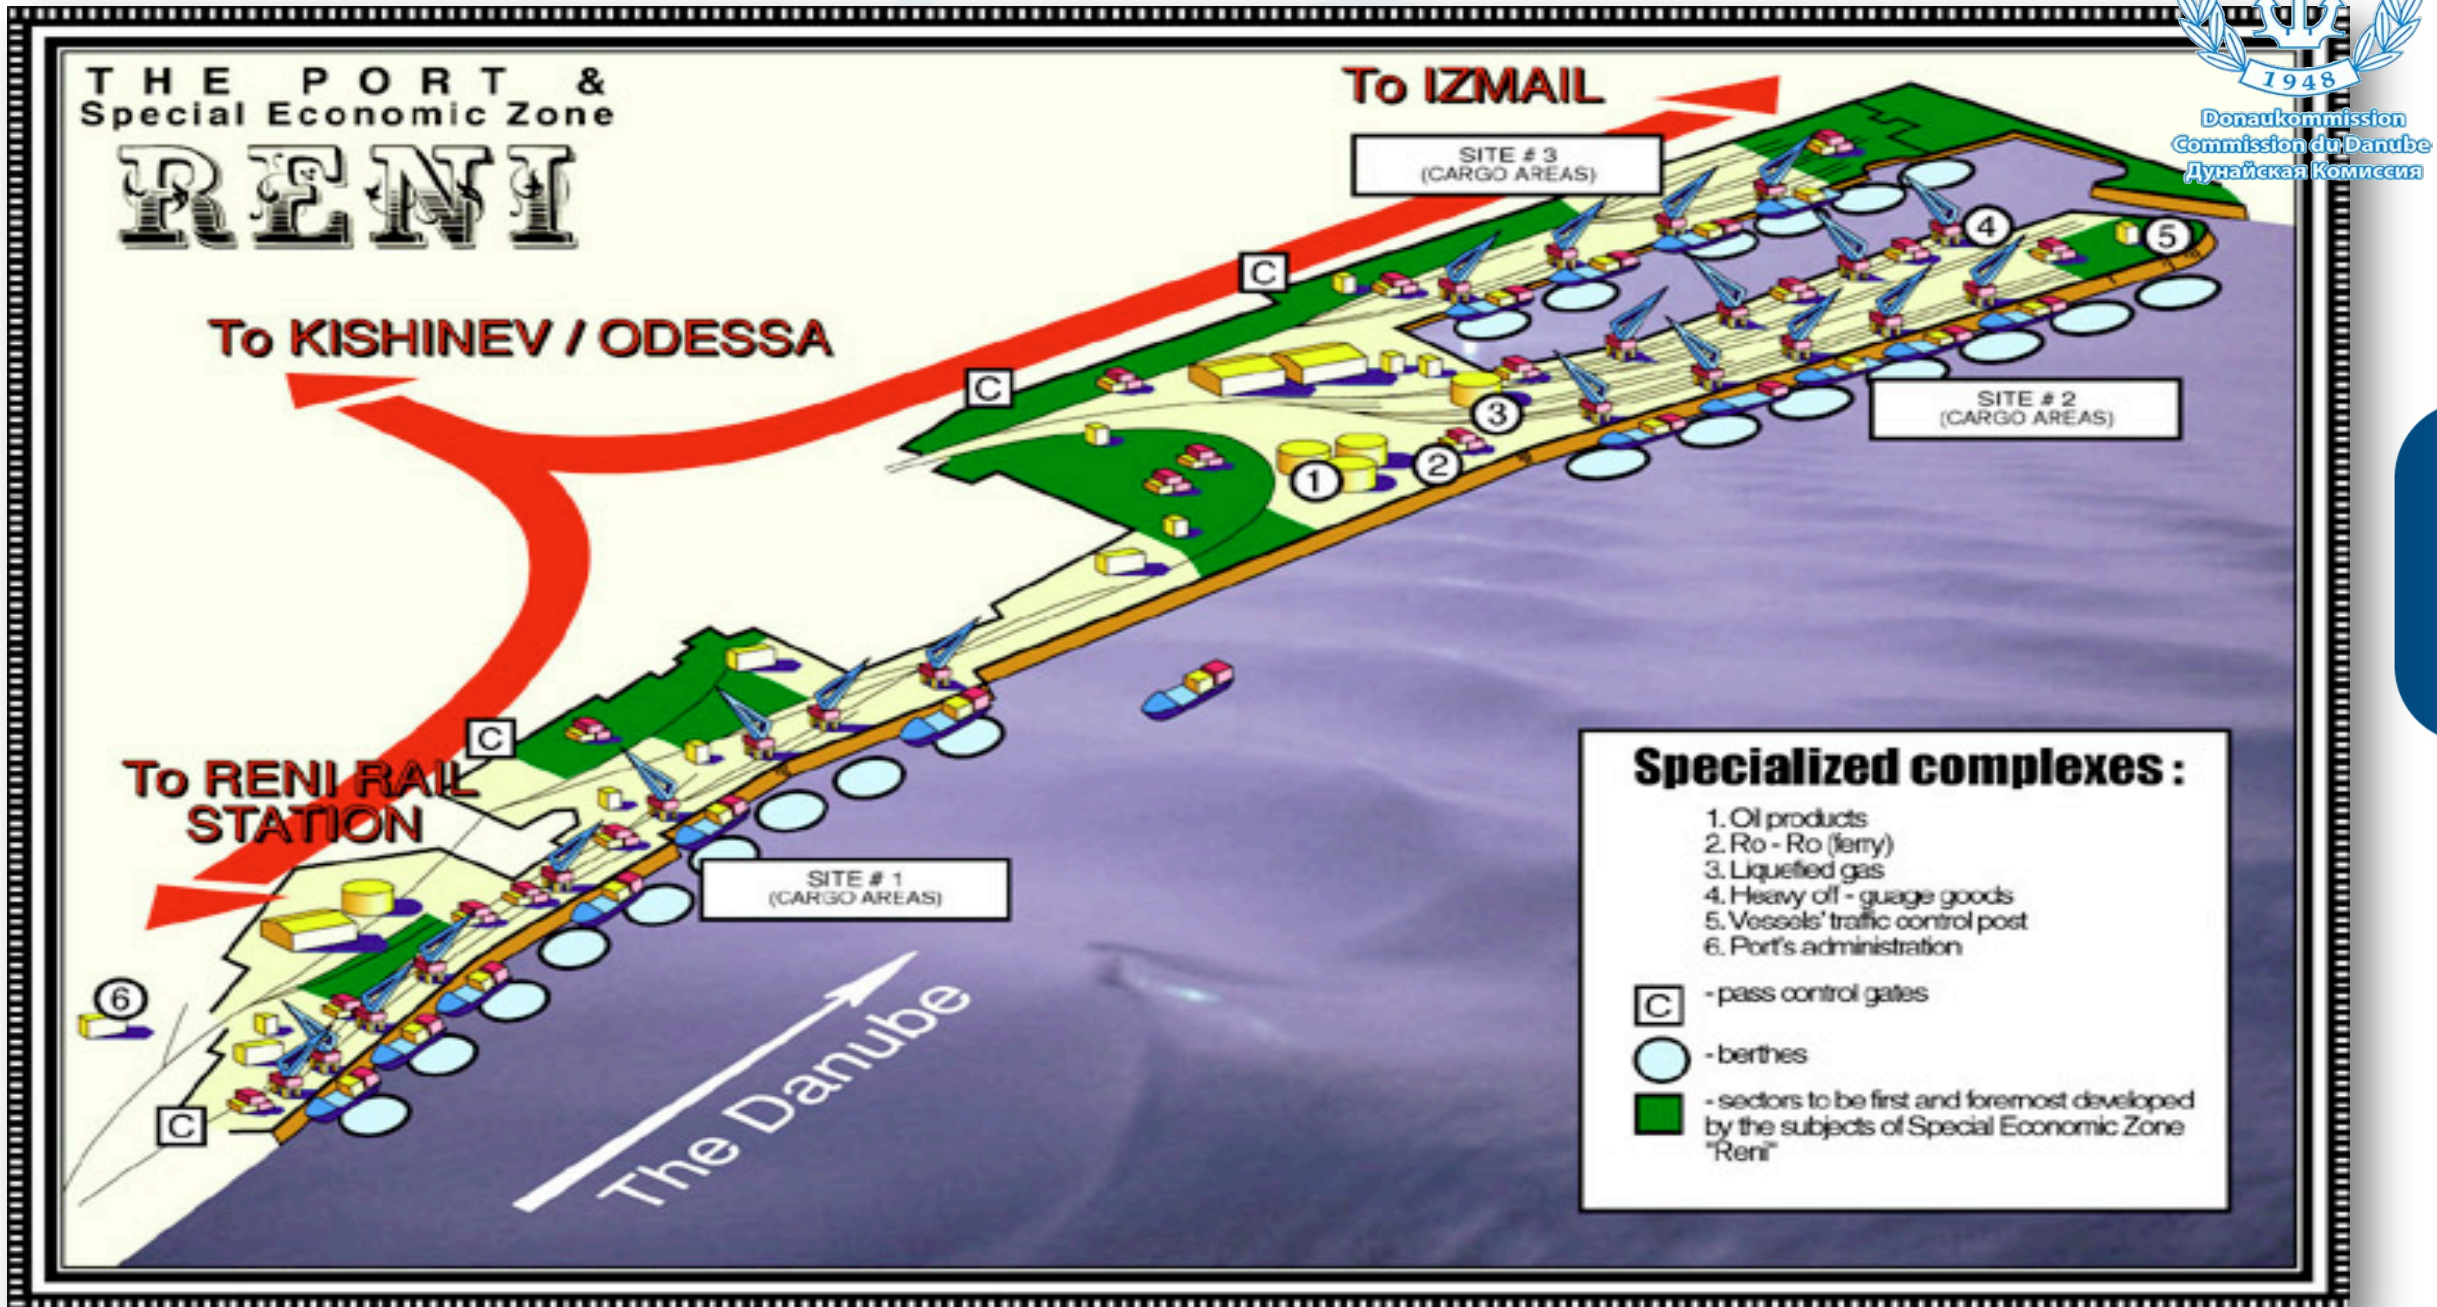 THE PORT &
Special Economic Zone
RENI
To IZMAIL
1948
Donaukommission
Commission du Danube
Дунайская Комиссия
SITE # 3
(CARGO AREAS)
C
4
5
To KISHINEV / ODESSA
C
3
SITE # 2
(CARGO AREAS)
1
2
C
To RENI RAIL
STATION
SITE # 1
(CARGO AREAS)
6
C
The Danube
Specialized complexes :
1. Oil products
2. Ro - Ro (ferry)
3. Liquefied gas
4. Heavy off - guage goods
5. Vessels' traffic control post
6. Port's administration
C - pass control gates
- berthes
- sectors to be first and foremost developed
by the subjects of Special Economic Zone
"Reni"